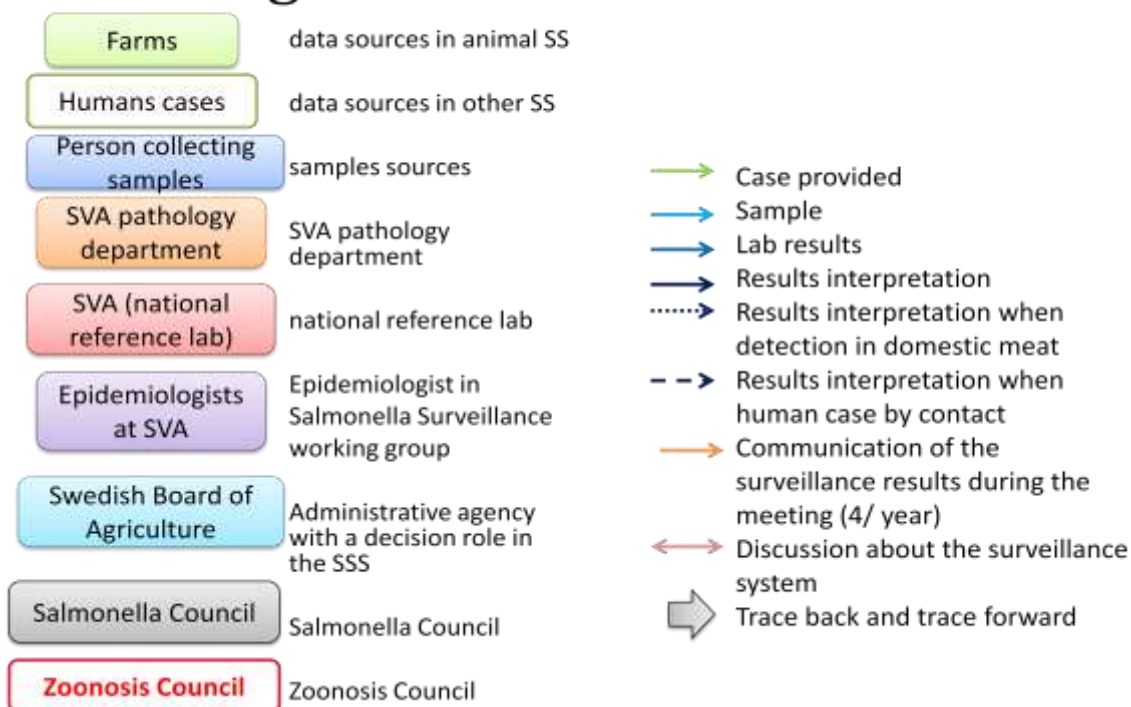 Farms
data sources in animal SS
Humans cases
data sources in other SS
Person collecting
samples
samples sources
SVA pathology
department
SVA pathology
department
SVA (national
reference lab)
national reference lab
Epidemiologists
at SVA
Epidemiologist in
Salmonella Surveillance
working group
Swedish Board of
Agriculture
Administrative agency
with a decision role in
the SSS
Salmonella Council
Salmonella Council
Zoonosis Council
Zoonosis Council
Case provided
Sample
Lab results
Results interpretation
Results interpretation when
detection in domestic meat
Results interpretation when
human case by contact
Communication of the
surveillance results during the
meeting (4/ year)
Discussion about the surveillance
system
Trace back and trace forward